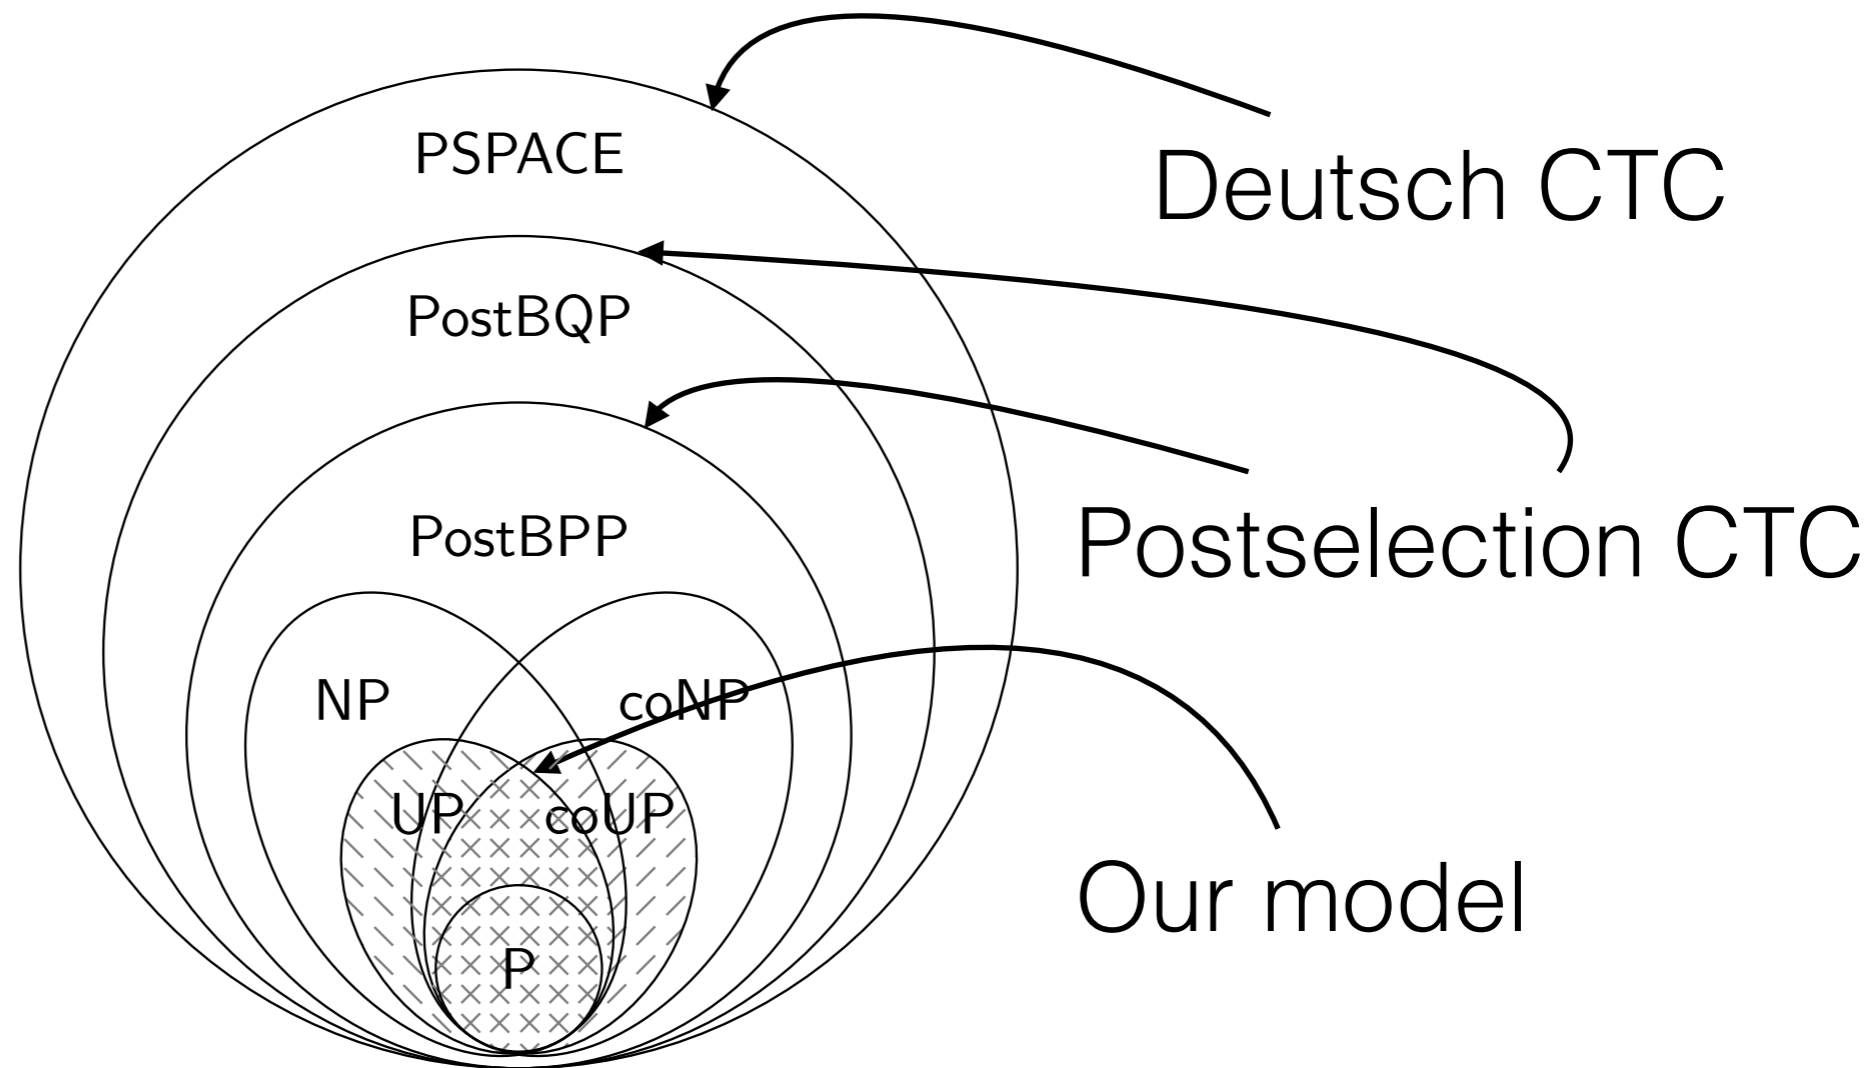 PSPACE
Deutsch CTC
PostBQP
PostBPP
Postselection CTC
NP
coNP
UP
coUP
Our model
P